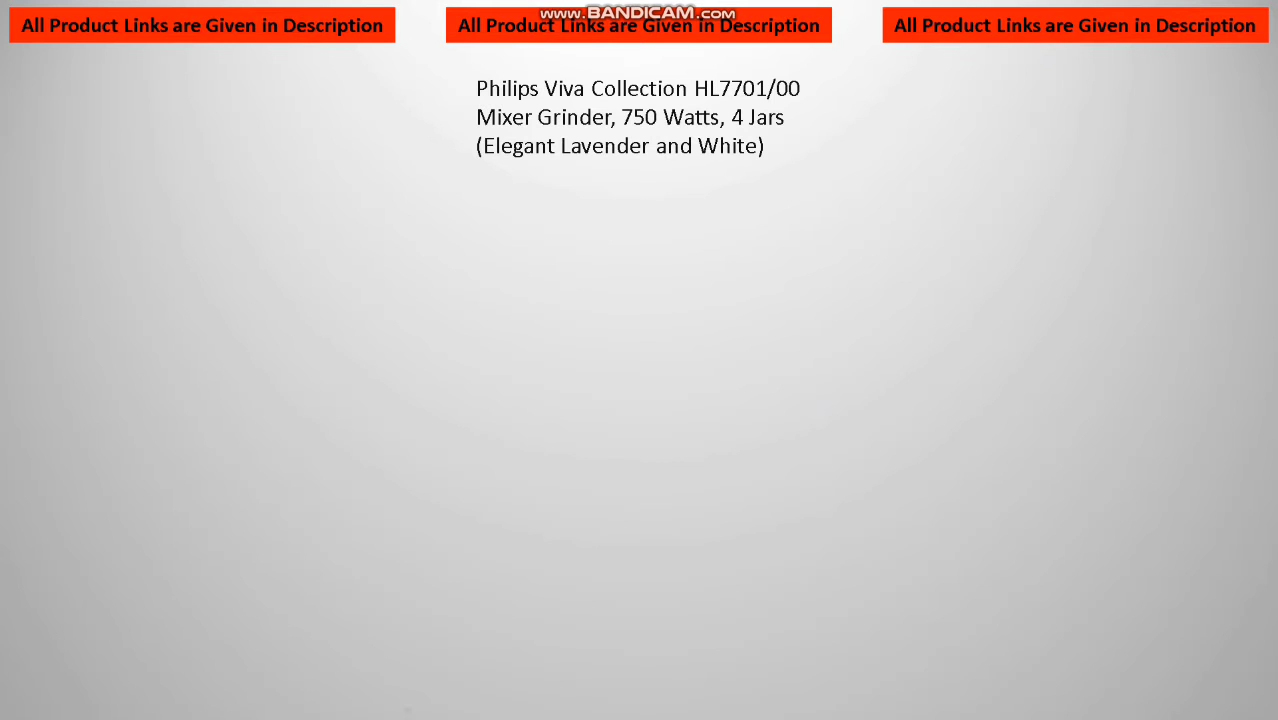 www.BANDICAM.com
All Product Links are Given in Description
All Product Links are Given in Description
All Product Links are Given in Description
Philips Viva Collection HL7701/00
Mixer Grinder, 750 Watts, 4 Jars
(Elegant Lavender and White)